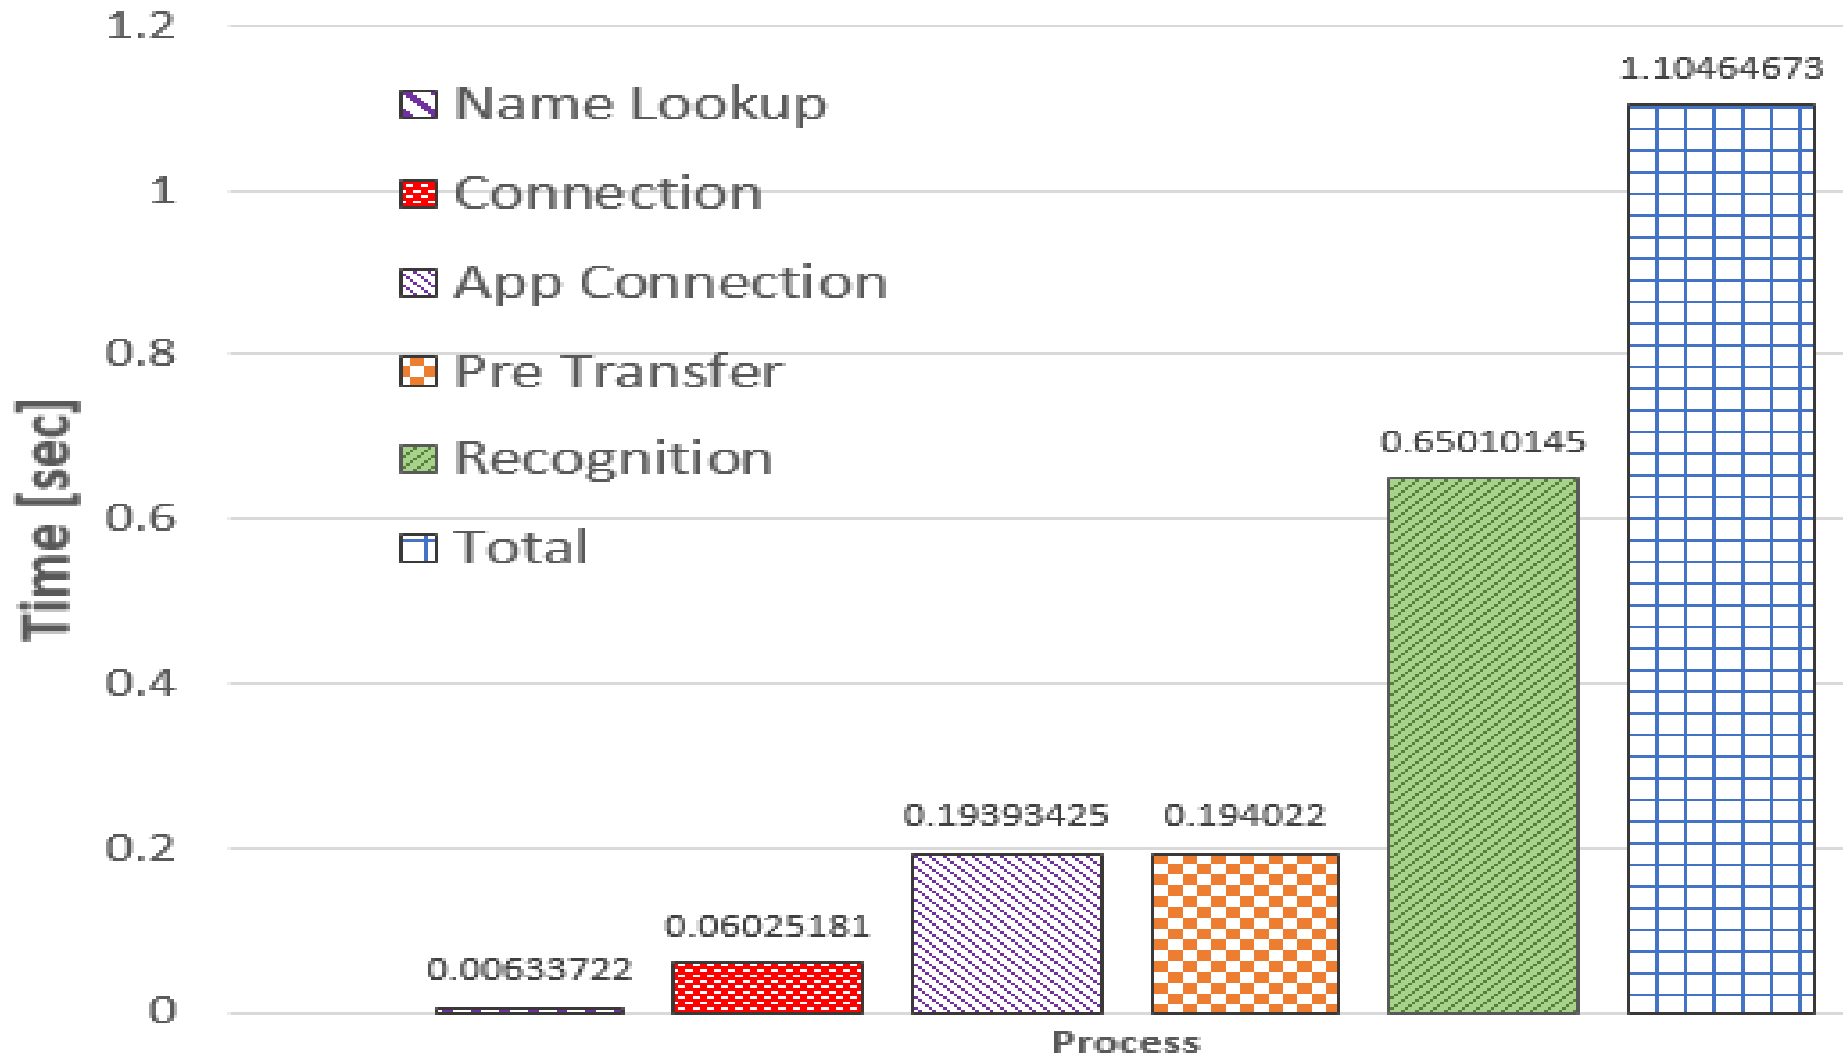 1.2
1
0.8
0.6
0.4
0.2
0
Time [sec]
Name Lookup
Connection
App Connection
Pre Transfer
Recognition
Total
0.00633722
0.06025181
0.19393425
0.194022
0.65010145
1.10464673
Process